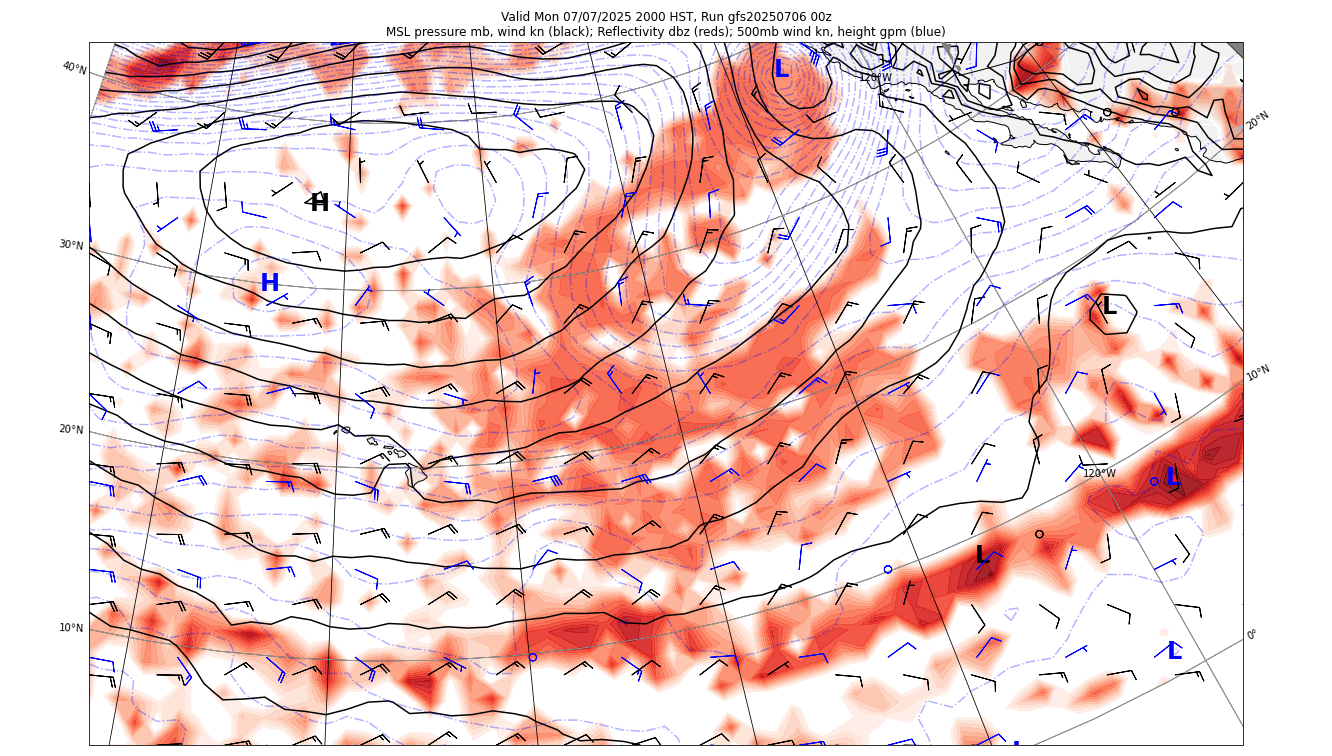 Valid Mon 07/07/2025 2000 HST, Run gfs20250706 00z
MSL pressure mb, wind kn (black); Reflectivity dbz (reds); 500mb wind kn, height gpm (blue)
40°N
L
120°W
20°N
H
30°N
H
L
10°N
20°N
120°W
L
L
10°N
0°
L